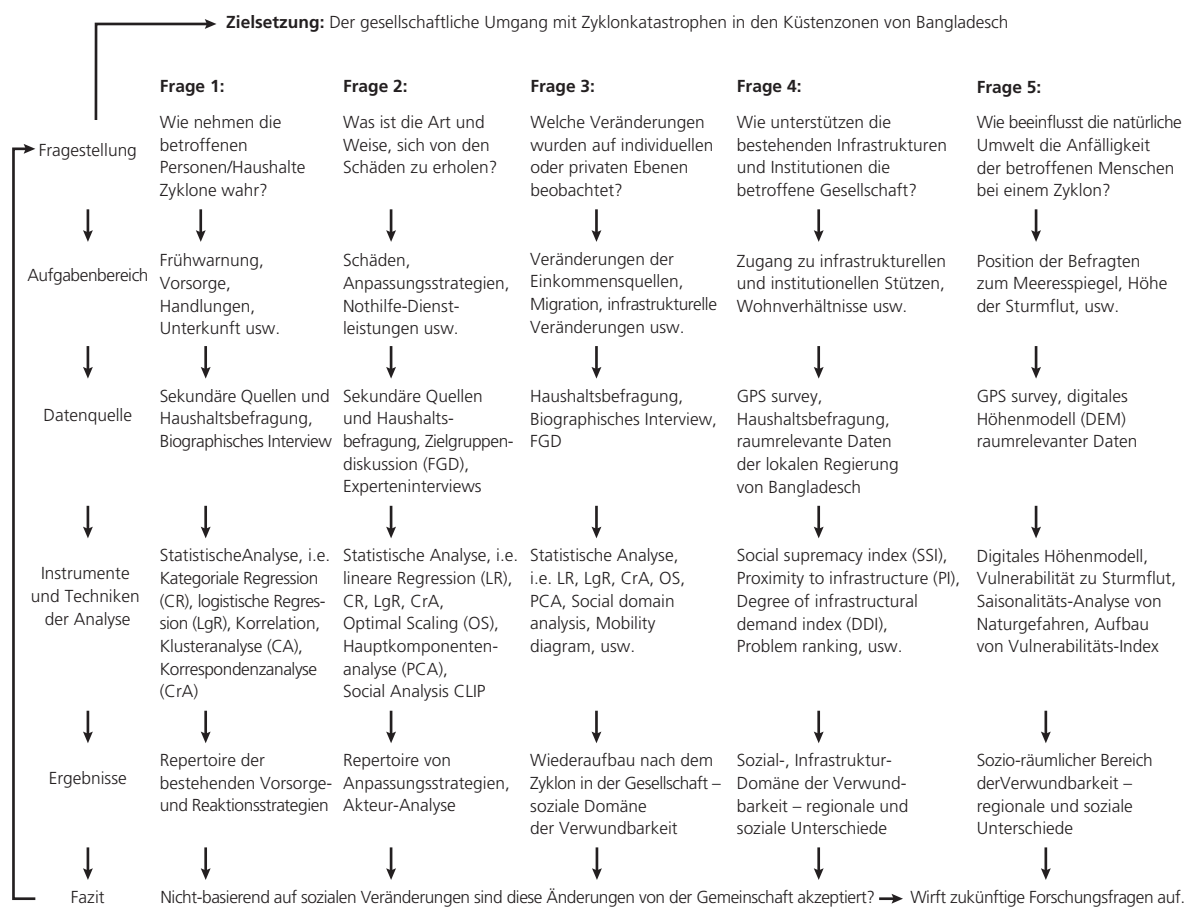 Zielsetzung: Der gesellschaftliche Umgang mit Zyklonkatastrophen in den Küstenzonen von Bangladesch
Fragestellung
Frage 1:
Wie nehmen die
betroffenen
Personen/Haushalte
Zyklone wahr?
Frage 2:
Was ist die Art und
Weise, sich von den
Schäden zu erholen?
Frage 3:
Welche Veränderungen
wurden auf individuellen
oder privaten Ebenen
beobachtet?
Frage 4:
Wie unterstützen die
bestehenden Infrastrukturen
und Institutionen die
betroffene Gesellschaft?
Frage 5:
Wie beeinflusst die natürliche
Umwelt die Anfälligkeit
der betroffenen Menschen
bei einem Zyklon?
Aufgabenbereich
Frühwarnung,
Vorsorge,
Handlungen,
Unterkunft usw.
Schäden,
Anpassungsstrategien,
Nothilfe-Dienst-
leistungen usw.
Veränderungen der
Einkommensquellen,
Migration, infrastrukturelle
Veränderungen usw.
Zugang zu infrastrukturellen
und institutionellen Stützen,
Wohnverhältnisse usw.
Position der Befragten
zum Meeresspiegel, Höhe
der Sturmflut, usw.
Datenquelle
Sekundäre Quellen und
Haushaltsbefragung,
Biographisches Interview
Sekundäre Quellen
und Haushalts-
befragung, Zielgruppen-
diskussion (FGD),
Experteninterviews
Haushaltsbefragung,
Biographisches Interview,
FGD
GPS survey,
Haushaltsbefragung,
raumrelevante Daten
der lokalen Regierung
von Bangladesch
GPS survey, digitales
Höhenmodell (DEM)
raumrelevanter Daten
Instrumente
und Techniken
der Analyse
StatistischeAnalyse, i.e.
Kategoriale Regression
(CR), logistische Regres-
sion (LgR), Korrelation,
Klusteranalyse (CA),
Korrespondenzanalyse
(CrA)
Statistische Analyse, i.e.
lineare Regression (LR),
CR, LgR, CrA,
Optimal Scaling (OS),
Hauptkomponenten-
analyse (PCA),
Social Analysis CLIP
Statistische Analyse,
i.e. LR, LgR, CrA, OS,
PCA, Social domain
analysis, Mobility
diagram, usw.
Social supremacy index (SSI),
Proximity to infrastructure (PI),
Degree of infrastructural
demand index (DDI),
Problem ranking, usw.
Digitales Höhenmodell,
Vulnerabilität zu Sturmflut,
Saisonalitäts-Analyse von
Naturgefahren, Aufbau
von Vulnerabilitäts-Index
Ergebnisse
Repertoire der
bestehenden Vorsorge-
und Reaktionsstrategien
Repertoire von
Anpassungsstrategien,
Akteur-Analyse
Wiederaufbau nach dem
Zyklon in der Gesellschaft –
soziale Domäne
der Verwundbarkeit
Sozial-, Infrastruktur-
Domäne der Verwund-
barkeit – regionale und
soziale Unterschiede
Sozio-räumlicher Bereich
derVerwundbarkeit –
regionale und soziale
Unterschiede
Fazit
Nicht-basierend auf sozialen Veränderungen sind diese Änderungen von der Gemeinschaft akzeptiert?
Wirft zukünftige Forschungsfragen auf.